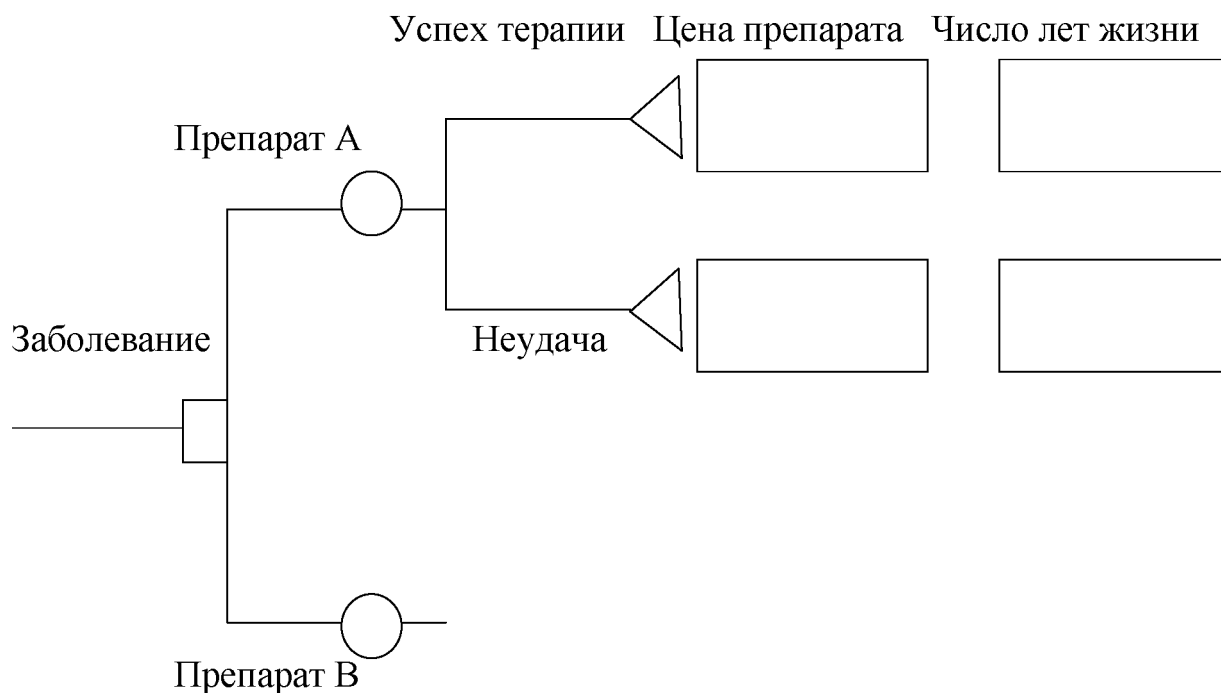 Успех терапии Цена препарата Число лет жизни
Препарат А
Заболевание
Неудача
Препарат В